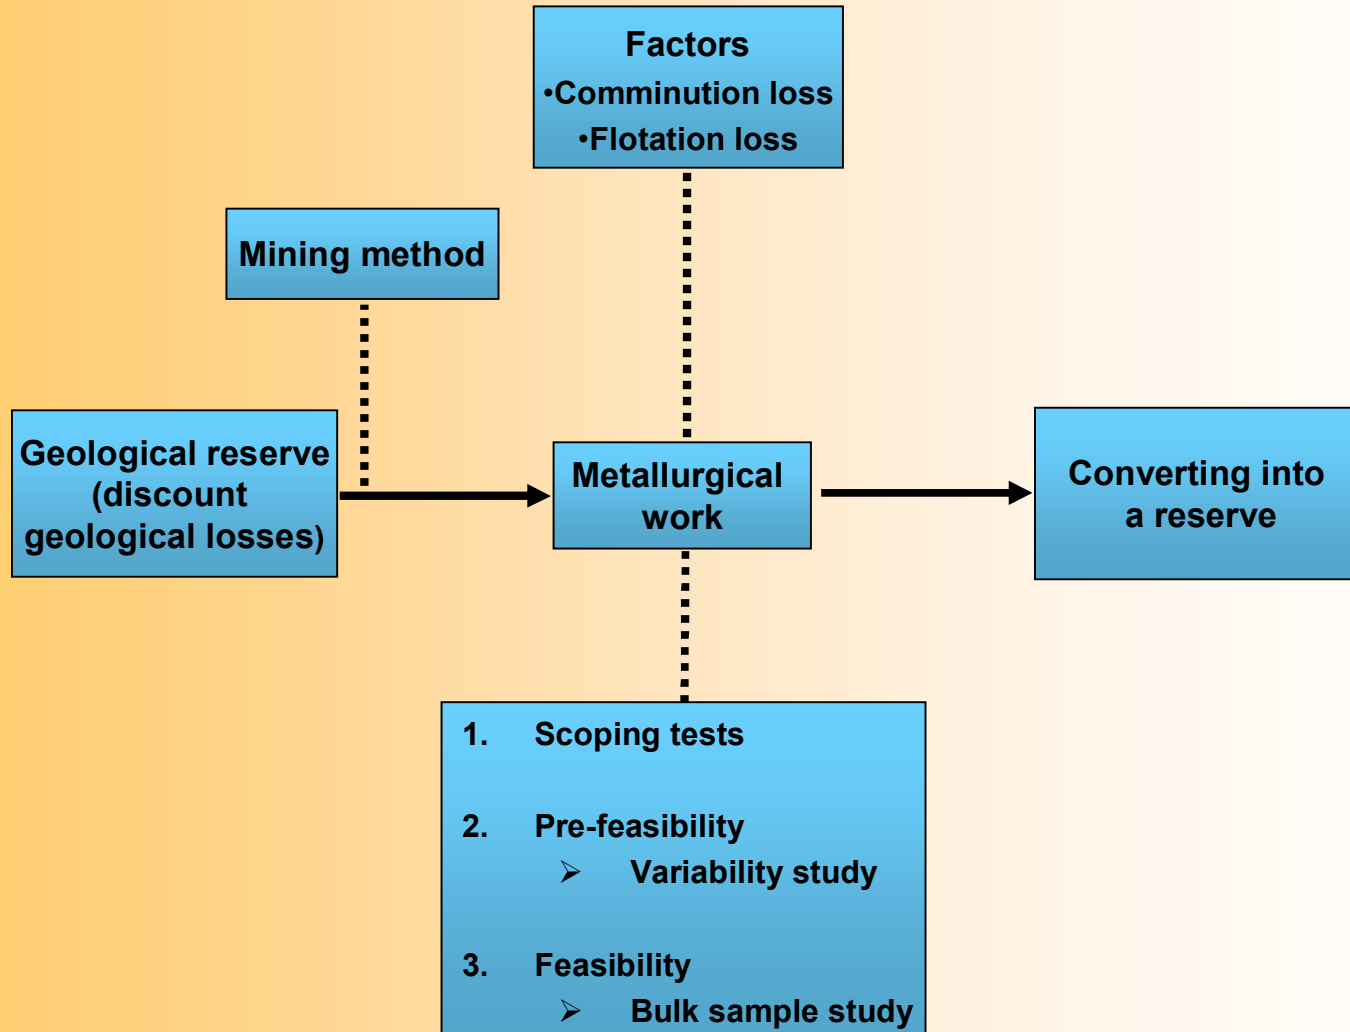 Factors
•Comminution loss
•Flotation loss
Mining method
Geological reserve
(discount
geological losses)
Metallurgical
work
Converting into
a reserve
1. Scoping tests
2. Pre-feasibility
➢ Variability study
3. Feasibility
➢ Bulk sample study